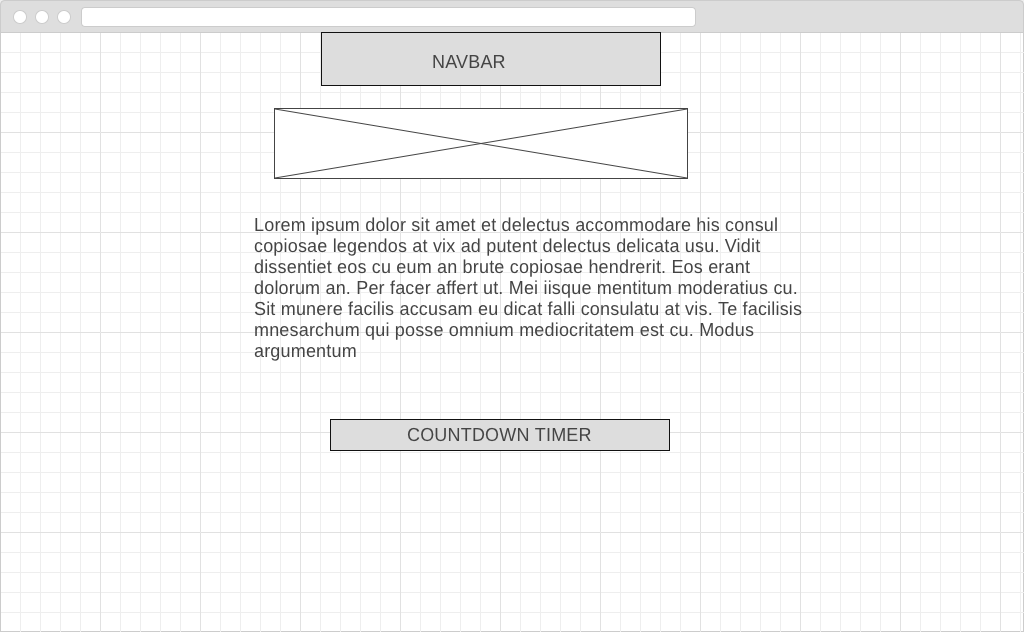 NAVBAR
Lorem ipsum dolor sit amet et delectus accommodare his consul
copiosae legendos at vix ad putent delectus delicata usu. Vidit
dissentiet eos cu eum an brute copiosae hendrerit. Eos erant
dolorum an. Per facer affert ut. Mei iisque mentitum moderatius cu.
Sit munere facilis accusam eu dicat falli consulatu at vis. Te facilisis
mnesarchum qui posse omnium mediocritatem est cu. Modus
argumentum
COUNTDOWN TIMER